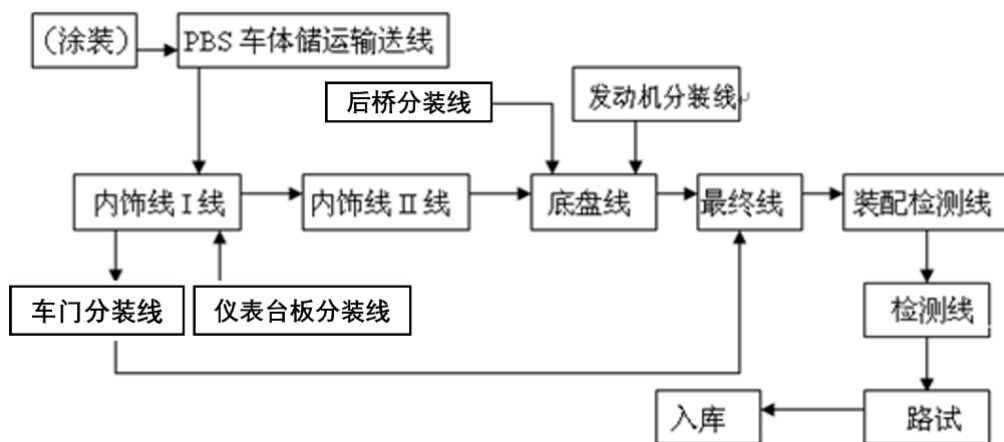 （涂装）
PBS 车体储运输送线
后桥分装线
发动机分装线
内饰线 I 线
内饰线 II 线
底盘线
最终线
装配检测线
车门分装线
仪表台板分装线
检测线
入库
路试